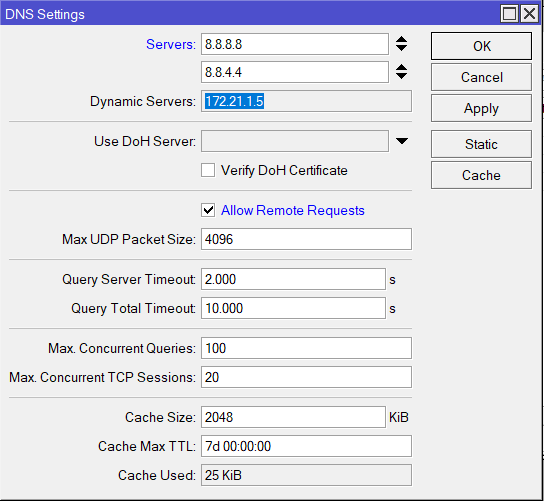 DNS Settings
Servers: 8.8.8.8
8.8.4.4
Dynamic Servers: 172.21.1.5
Use DoH Server:
Verify DoH Certificate
Allow Remote Requests
Max UDP Packet Size: 4096
Query Server Timeout: 2.000 s
Query Total Timeout: 10.000 s
Max. Concurrent Queries: 100
Max. Concurrent TCP Sessions: 20
Cache Size: 2048 KiB
Cache Max TTL: 7d 00:00:00
Cache Used: 25 KiB
OK
Cancel
Apply
Static
Cache